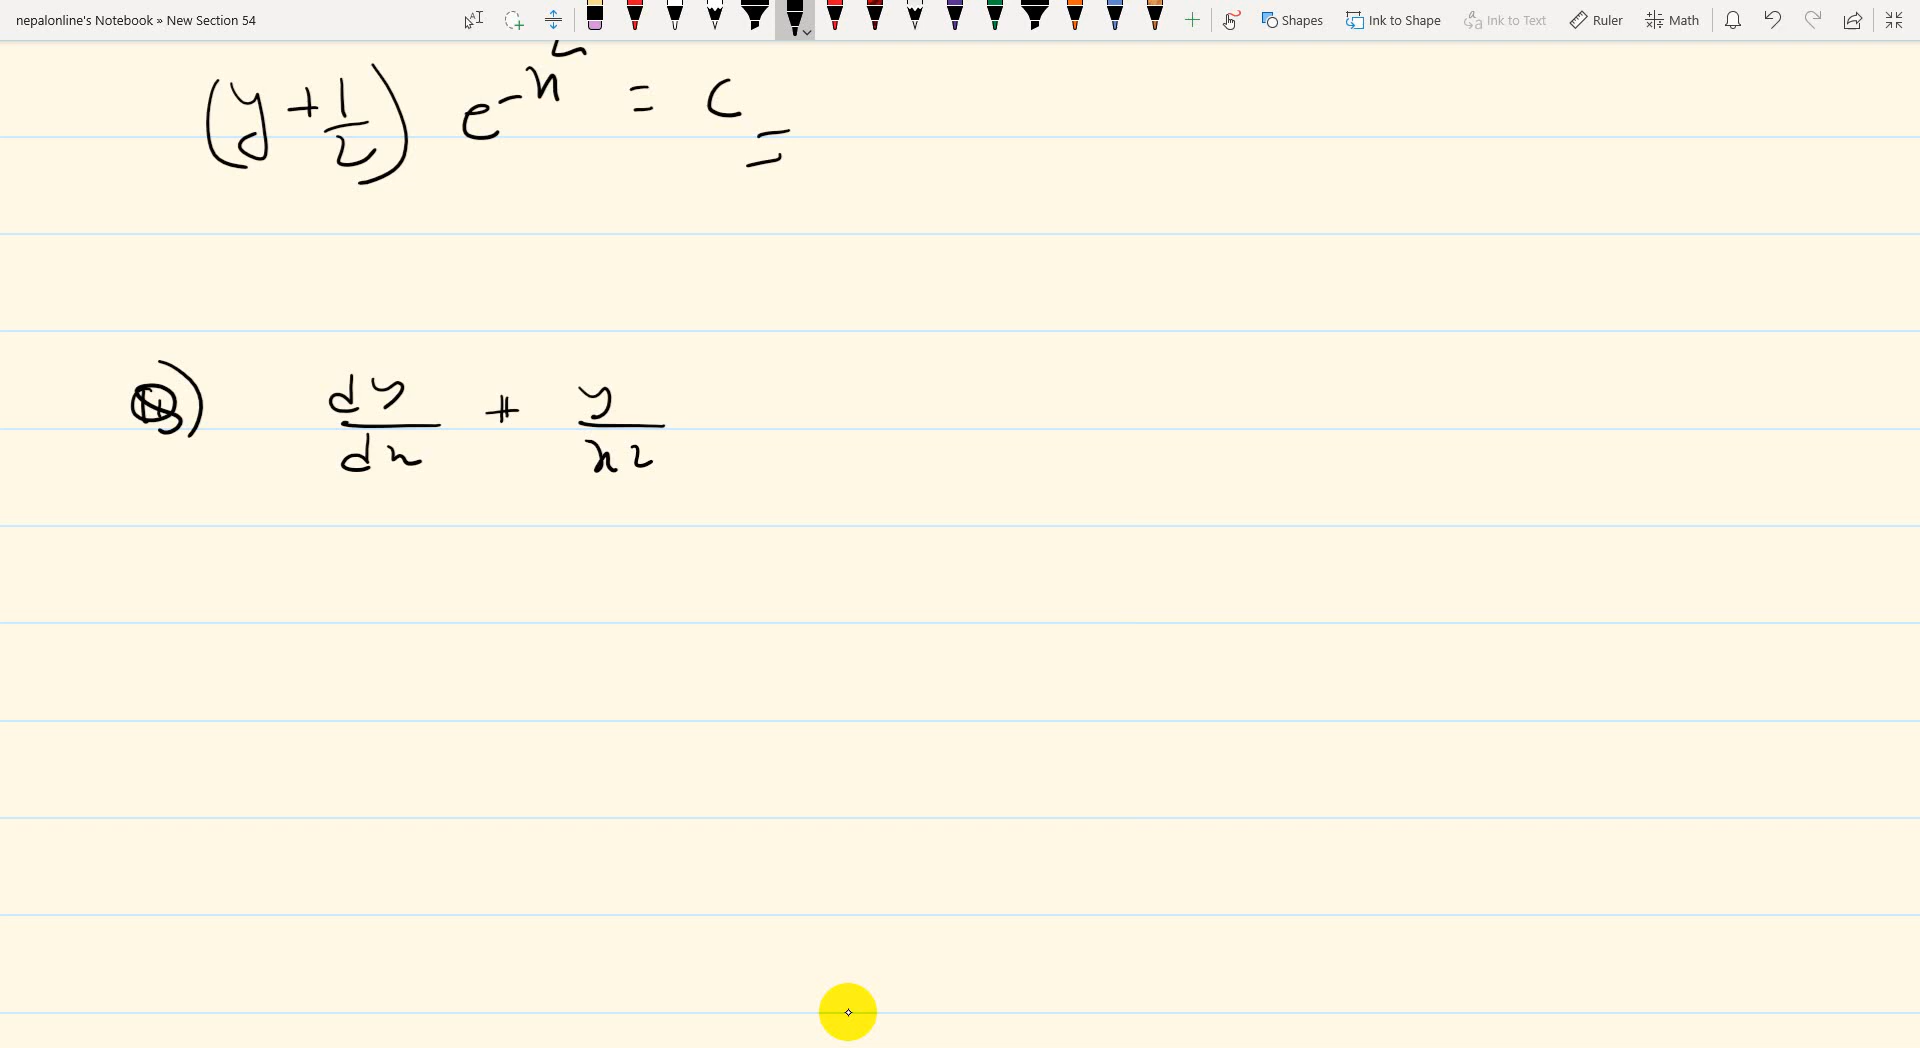 nepalonline's Notebook » New Section 54 Shapes Ink to Shape Ink to Text Ruler Math
(y + 1/2) e^{-x^2} = c
dy/dx + y/x2